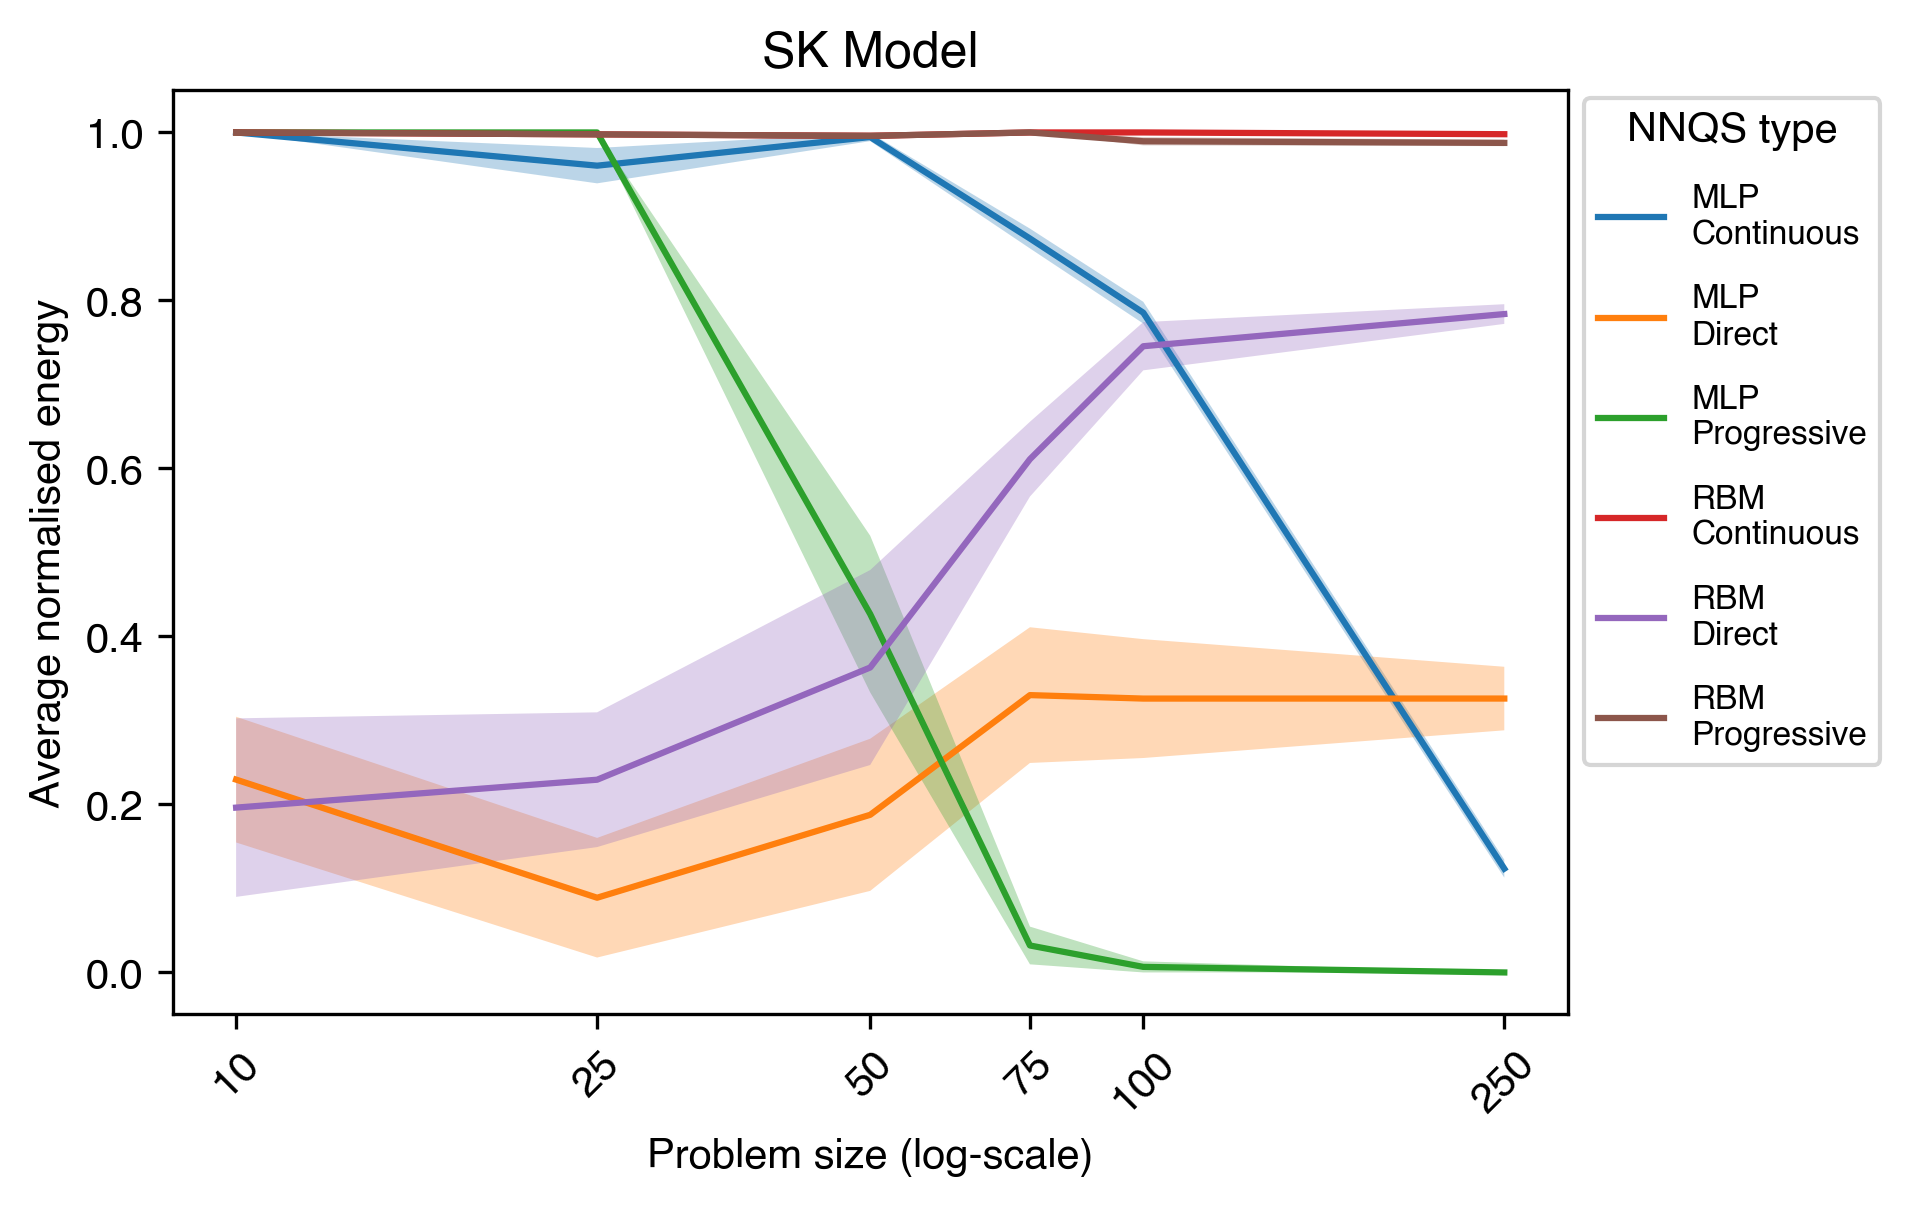 SK Model
Average normalised energy
1.0
0.8
0.6
0.4
0.2
0.0
10
25
50
75
100
250
Problem size (log-scale)
NNQS type
MLP
Continuous
MLP
Direct
MLP
Progressive
RBM
Continuous
RBM
Direct
RBM
Progressive